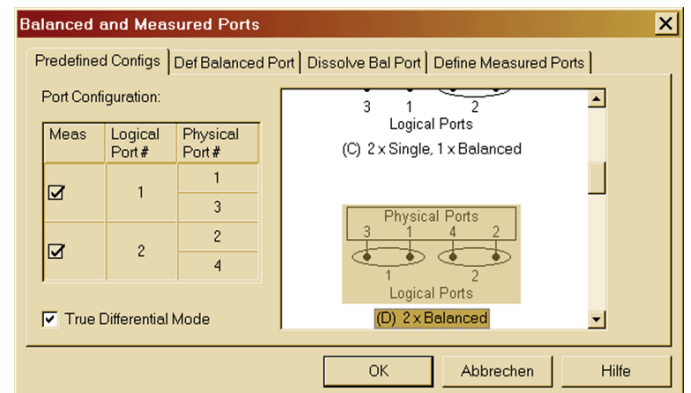 Balanced and Measured Ports
Predefined Configs Def Balanced Port Dissolve Bal Port Define Measured Ports
Port Configuration:
Meas Logical Port# Physical Port#
1 1
3
2 2
4
True Differential Mode
3 1 2
Logical Ports
(C) 2 x Single, 1 x Balanced
Physical Ports
3 1 4 2
1 2
Logical Ports
(D) 2 x Balanced
OK Abbrechen Hilfe